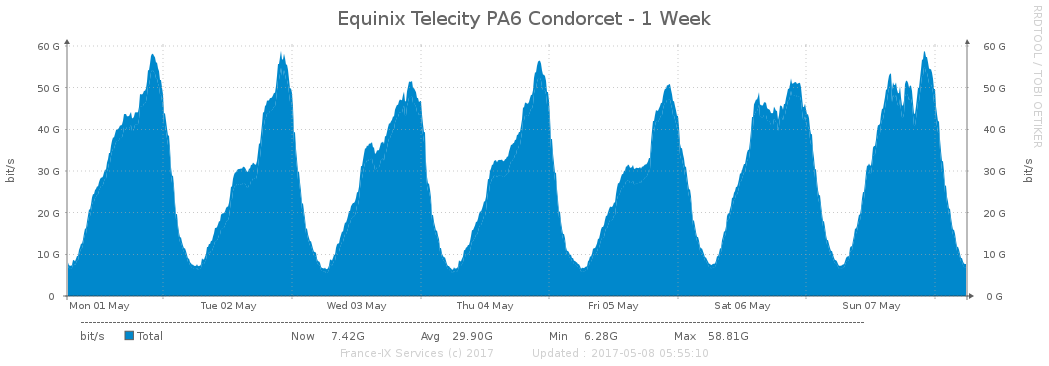 Equinix Telecity PA6 Condorcet - 1 Week
RRDTOOL / TOBI OETIKER
60 G 60 G
50 G 50 G
40 G 40 G
30 G 30 G
20 G 20 G
10 G 10 G
0 0 G
bit/s bit/s
Mon 01 May Tue 02 May Wed 03 May Thu 04 May Fri 05 May Sat 06 May Sun 07 May
bit/s Total Now 7.42G Avg 29.90G Min 6.28G Max 58.81G
France-IX Services (c) 2017 Updated : 2017-05-08 05:55:10